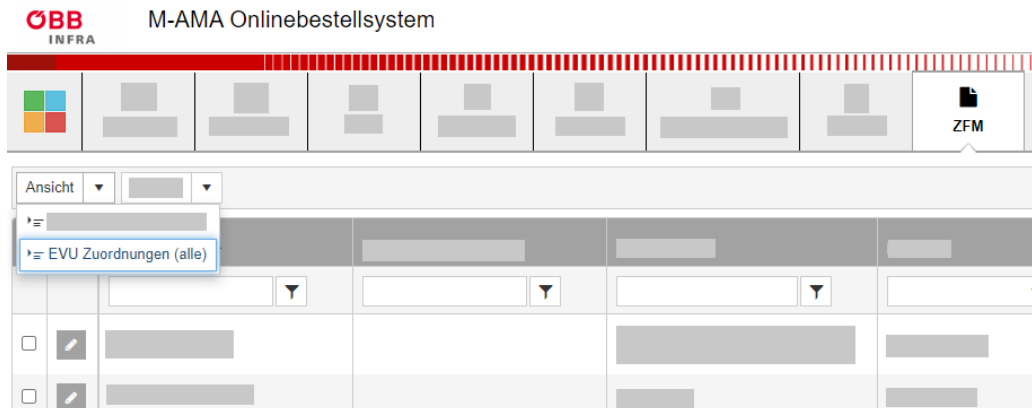 ÖBB
INFRA
M-AMA Onlinebestellsystem
ZFM
Ansicht
EVU Zuordnungen (alle)